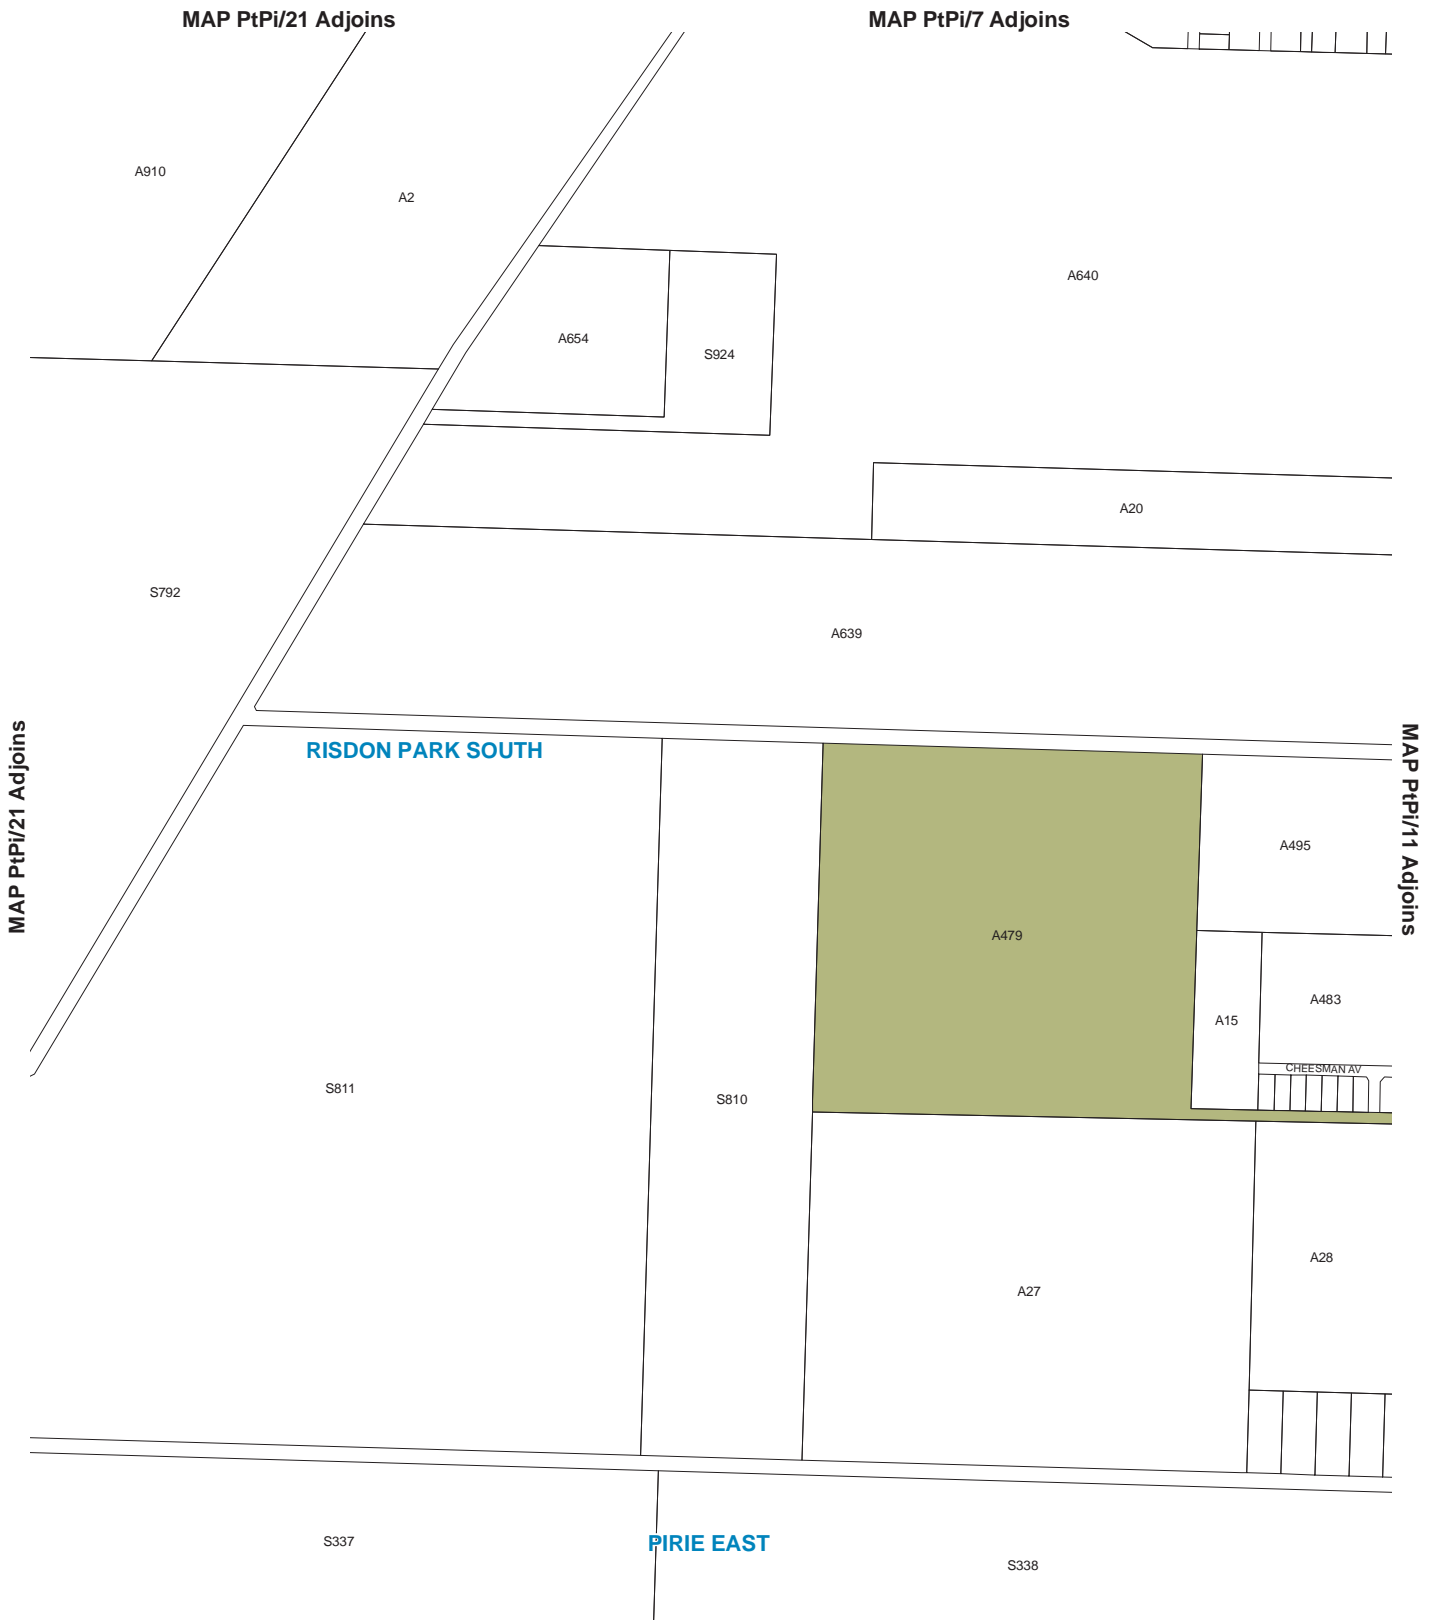 MAP PtPi/21 Adjoins
MAP PtPi/7 Adjoins
A910
A2
A640
A654
S924
A20
S792
A639
MAP PtPi/21 Adjoins
RISDON PARK SOUTH
MAP PtPi/11 Adjoins
A495
A479
A483
A15
CHEESMAN AV
S811
S810
A28
A27
S337
PIRIE EAST
S338